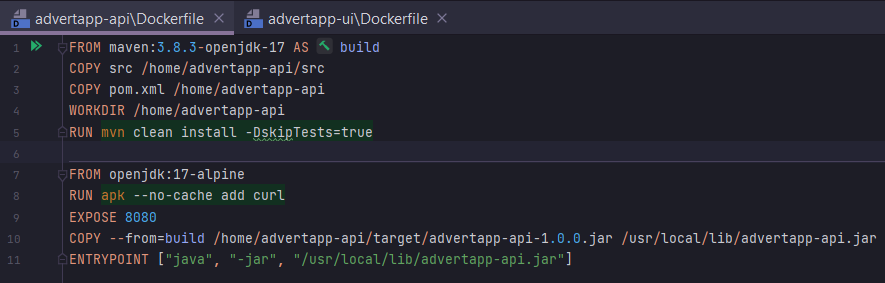 advertapp-api\Dockerfile advertapp-ui\Dockerfile
1 FROM maven:3.8.3-openjdk-17 AS build
2 COPY src /home/advertapp-api/src
3 COPY pom.xml /home/advertapp-api
4 WORKDIR /home/advertapp-api
5 RUN mvn clean install -DskipTests=true
6
7 FROM openjdk:17-alpine
8 RUN apk --no-cache add curl
9 EXPOSE 8080
10 COPY --from=build /home/advertapp-api/target/advertapp-api-1.0.0.jar /usr/local/lib/advertapp-api.jar
11 ENTRYPOINT ["java", "-jar", "/usr/local/lib/advertapp-api.jar"]